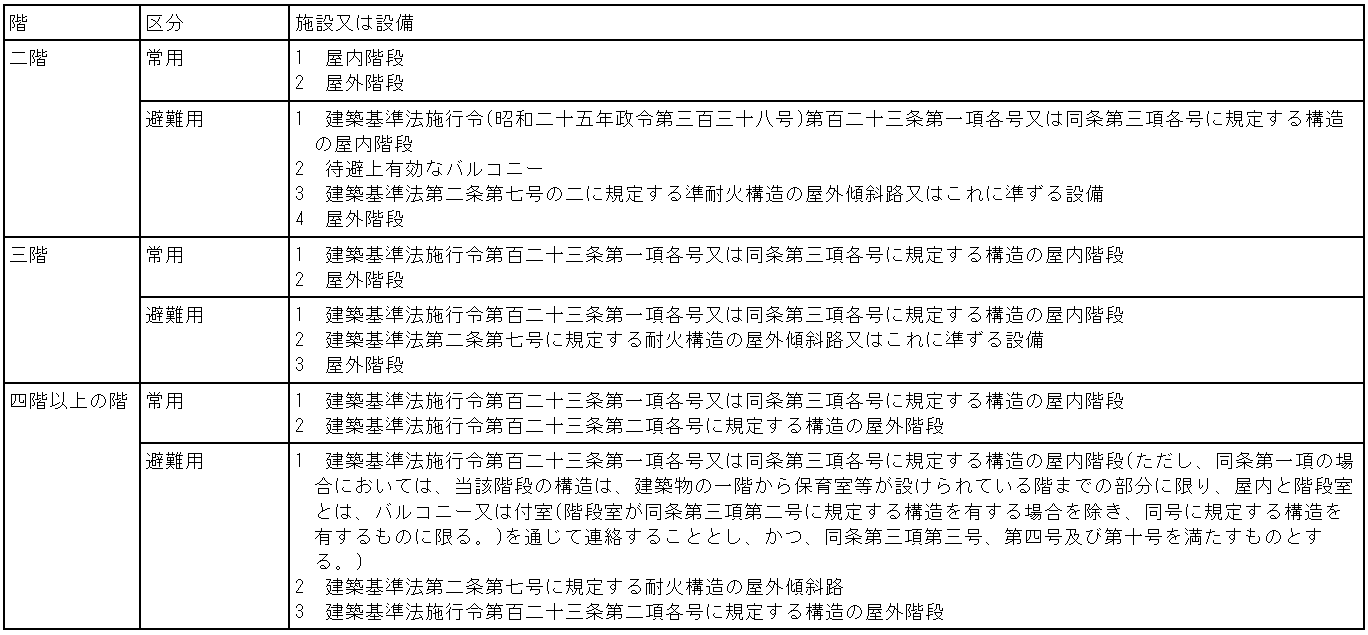 階 区分 施設又は設備
二階 常用 1 屋内階段
2 屋外階段
避難用 1 建築基準法施行令(昭和二十五年政令第三百三十八号)第百二十三条第一項各号又は同条第三項各号に規定する構造
の屋内階段
2 待避上有効なバルコニー
3 建築基準法第二条第七号の二に規定する準耐火構造の屋外傾斜路又はこれに準ずる設備
4 屋外階段
三階 常用 1 建築基準法施行令第百二十三条第一項各号又は同条第三項各号に規定する構造の屋内階段
2 屋外階段
避難用 1 建築基準法施行令第百二十三条第一項各号又は同条第三項各号に規定する構造の屋内階段
2 建築基準法第二条第七号に規定する耐火構造の屋外傾斜路又はこれに準ずる設備
3 屋外階段
四階以上の階 常用 1 建築基準法施行令第百二十三条第一項各号又は同条第三項各号に規定する構造の屋内階段
2 建築基準法施行令第百二十三条第二項各号に規定する構造の屋外階段
避難用 1 建築基準法施行令第百二十三条第一項各号又は同条第三項各号に規定する構造の屋内階段(ただし、同条第一項の場
合においては、当該階段の構造は、建築物の一階から保育室等が設けられている階までの部分に限り、屋内と階段室
とは、バルコニー又は付室(階段室が同条第三項第二号に規定する構造を有する場合を除き、同号に規定する構造を
有するものに限る。)を通じて連絡することとし、かつ、同条第三項第三号、第四号及び第十号を満たすものとす
る。)
2 建築基準法第二条第七号に規定する耐火構造の屋外傾斜路
3 建築基準法施行令第百二十三条第二項各号に規定する構造の屋外階段